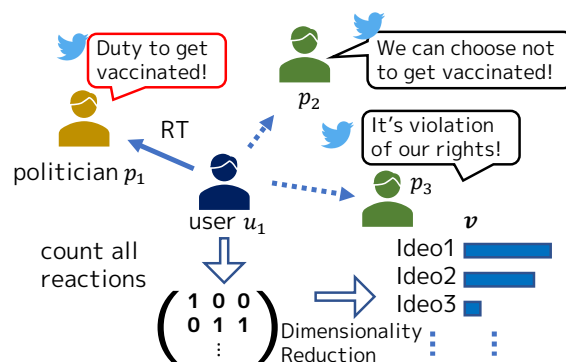 Duty to get
vaccinated!
We can choose not
to get vaccinated!
p2
RT
It's violation
of our rights!
politician p1
p3
user u1
v
count all
reactions
Ideo1
Ideo2
Ideo3
1 0 0
0 1 1
⋮
Dimensionality
Reduction
⋮ ⋮